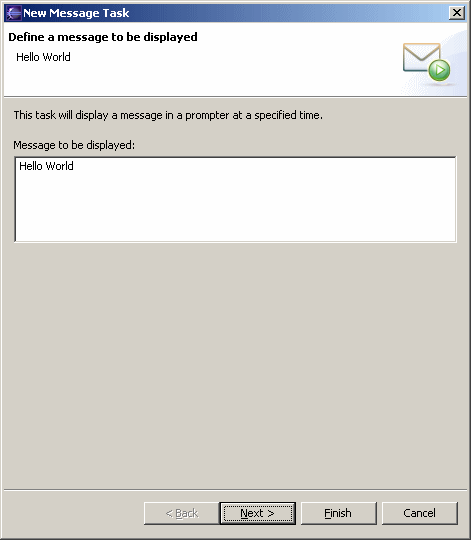 New Message Task
Define a message to be displayed
Hello World
This task will display a message in a prompter at a specified time.
Message to be displayed:
Hello World
< Back
Next >
Finish
Cancel